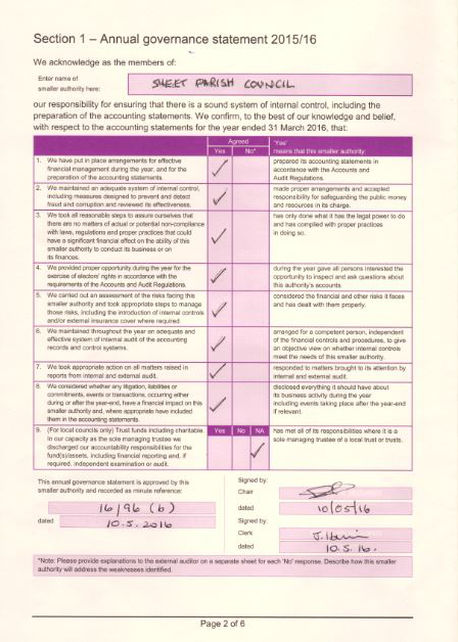 Section 1 – Annual governance statement 2015/16
We acknowledge as the members of:
Enter name of
smaller authority here:
SHEET PARISH COUNCIL
our responsibility for ensuring that there is a sound system of internal control, including the
preparation of the accounting statements. We confirm, to the best of our knowledge and belief,
with respect to the accounting statements for the year ended 31 March 2016, that:
Agreed
Yes No*
'Yes'
means that this smaller authority:
1. We have put in place arrangements for effective
financial management during the year, and for the
preparation of the accounting statements.
✓
prepared its accounting statements in
accordance with the Accounts and
Audit Regulations.
2. We maintained an adequate system of internal control,
including measures designed to prevent and detect
fraud and corruption and reviewed its effectiveness.
✓
made proper arrangements and accepted
responsibility for safeguarding the public money
and resources in its charge.
3. We took all reasonable steps to assure ourselves that
there are no matters of actual or potential non-compliance
with laws, regulations and proper practices that could
have a significant financial effect on the ability of this
smaller authority to conduct its business or on
its finances.
✓
has only done what it has the legal power to do
and has complied with proper practices
in doing so.
4. We provided proper opportunity during the year for the
exercise of electors' rights in accordance with the
requirements of the Accounts and Audit Regulations.
✓
during the year gave all persons interested the
opportunity to inspect and ask questions about
this authority's accounts.
5. We carried out an assessment of the risks facing this
smaller authority and took appropriate steps to manage
those risks, including the introduction of internal controls
and/or external insurance cover where required.
✓
considered the financial and other risks it faces
and has dealt with them properly.
6. We maintained throughout the year an adequate and
effective system of internal audit of the accounting
records and control systems.
✓
arranged for a competent person, independent
of the financial controls and procedures, to give
an objective view on whether internal controls
meet the needs of this smaller authority.
7. We took appropriate action on all matters raised in
reports from internal and external audit.
✓
responded to matters brought to its attention by
internal and external audit.
8. We considered whether any litigation, liabilities or
commitments, events or transactions, occurring either
during or after the year-end, have a financial impact on this
smaller authority and, where appropriate have included
them in the accounting statements.
✓
disclosed everything it should have about
its business activity during the year
including events taking place after the year-end
if relevant.
9. (For local councils only) Trust funds including charitable.
In our capacity as the sole managing trustee we
discharged our accountability responsibilities for the
fund(s)/assets, including financial reporting and, if
required, independent examination or audit.
Yes No NA
✓
has met all of its responsibilities where it is a
sole managing trustee of a local trust or trusts.
This annual governance statement is approved by this
smaller authority and recorded as minute reference:
16/96 (b)
dated 10.5.2016
Signed by:
Chair
dated 10/05/16
Signed by:
Clerk
dated 10.5.16.
*Note: Please provide explanations to the external auditor on a separate sheet for each 'No' response. Describe how this smaller
authority will address the weaknesses identified.
Page 2 of 6